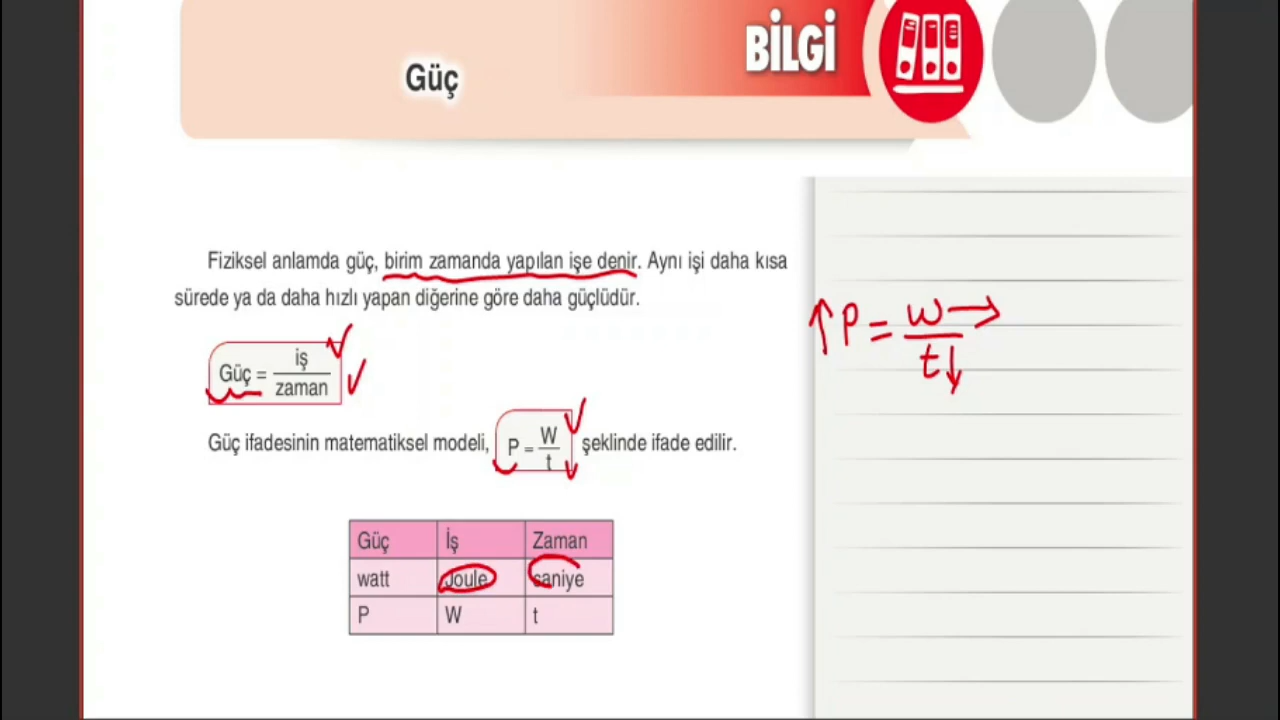 BİLGİ
Güç
Fiziksel anlamda güç, birim zamanda yapılan işe denir. Aynı işi daha kısa
sürede ya da daha hızlı yapan diğerine göre daha güçlüdür.
↑P = W→
t↓
Güç = iş
zaman
Güç ifadesinin matematiksel modeli, P = W şeklinde ifade edilir.
t
Güç İş Zaman
watt Joule saniye
P W t